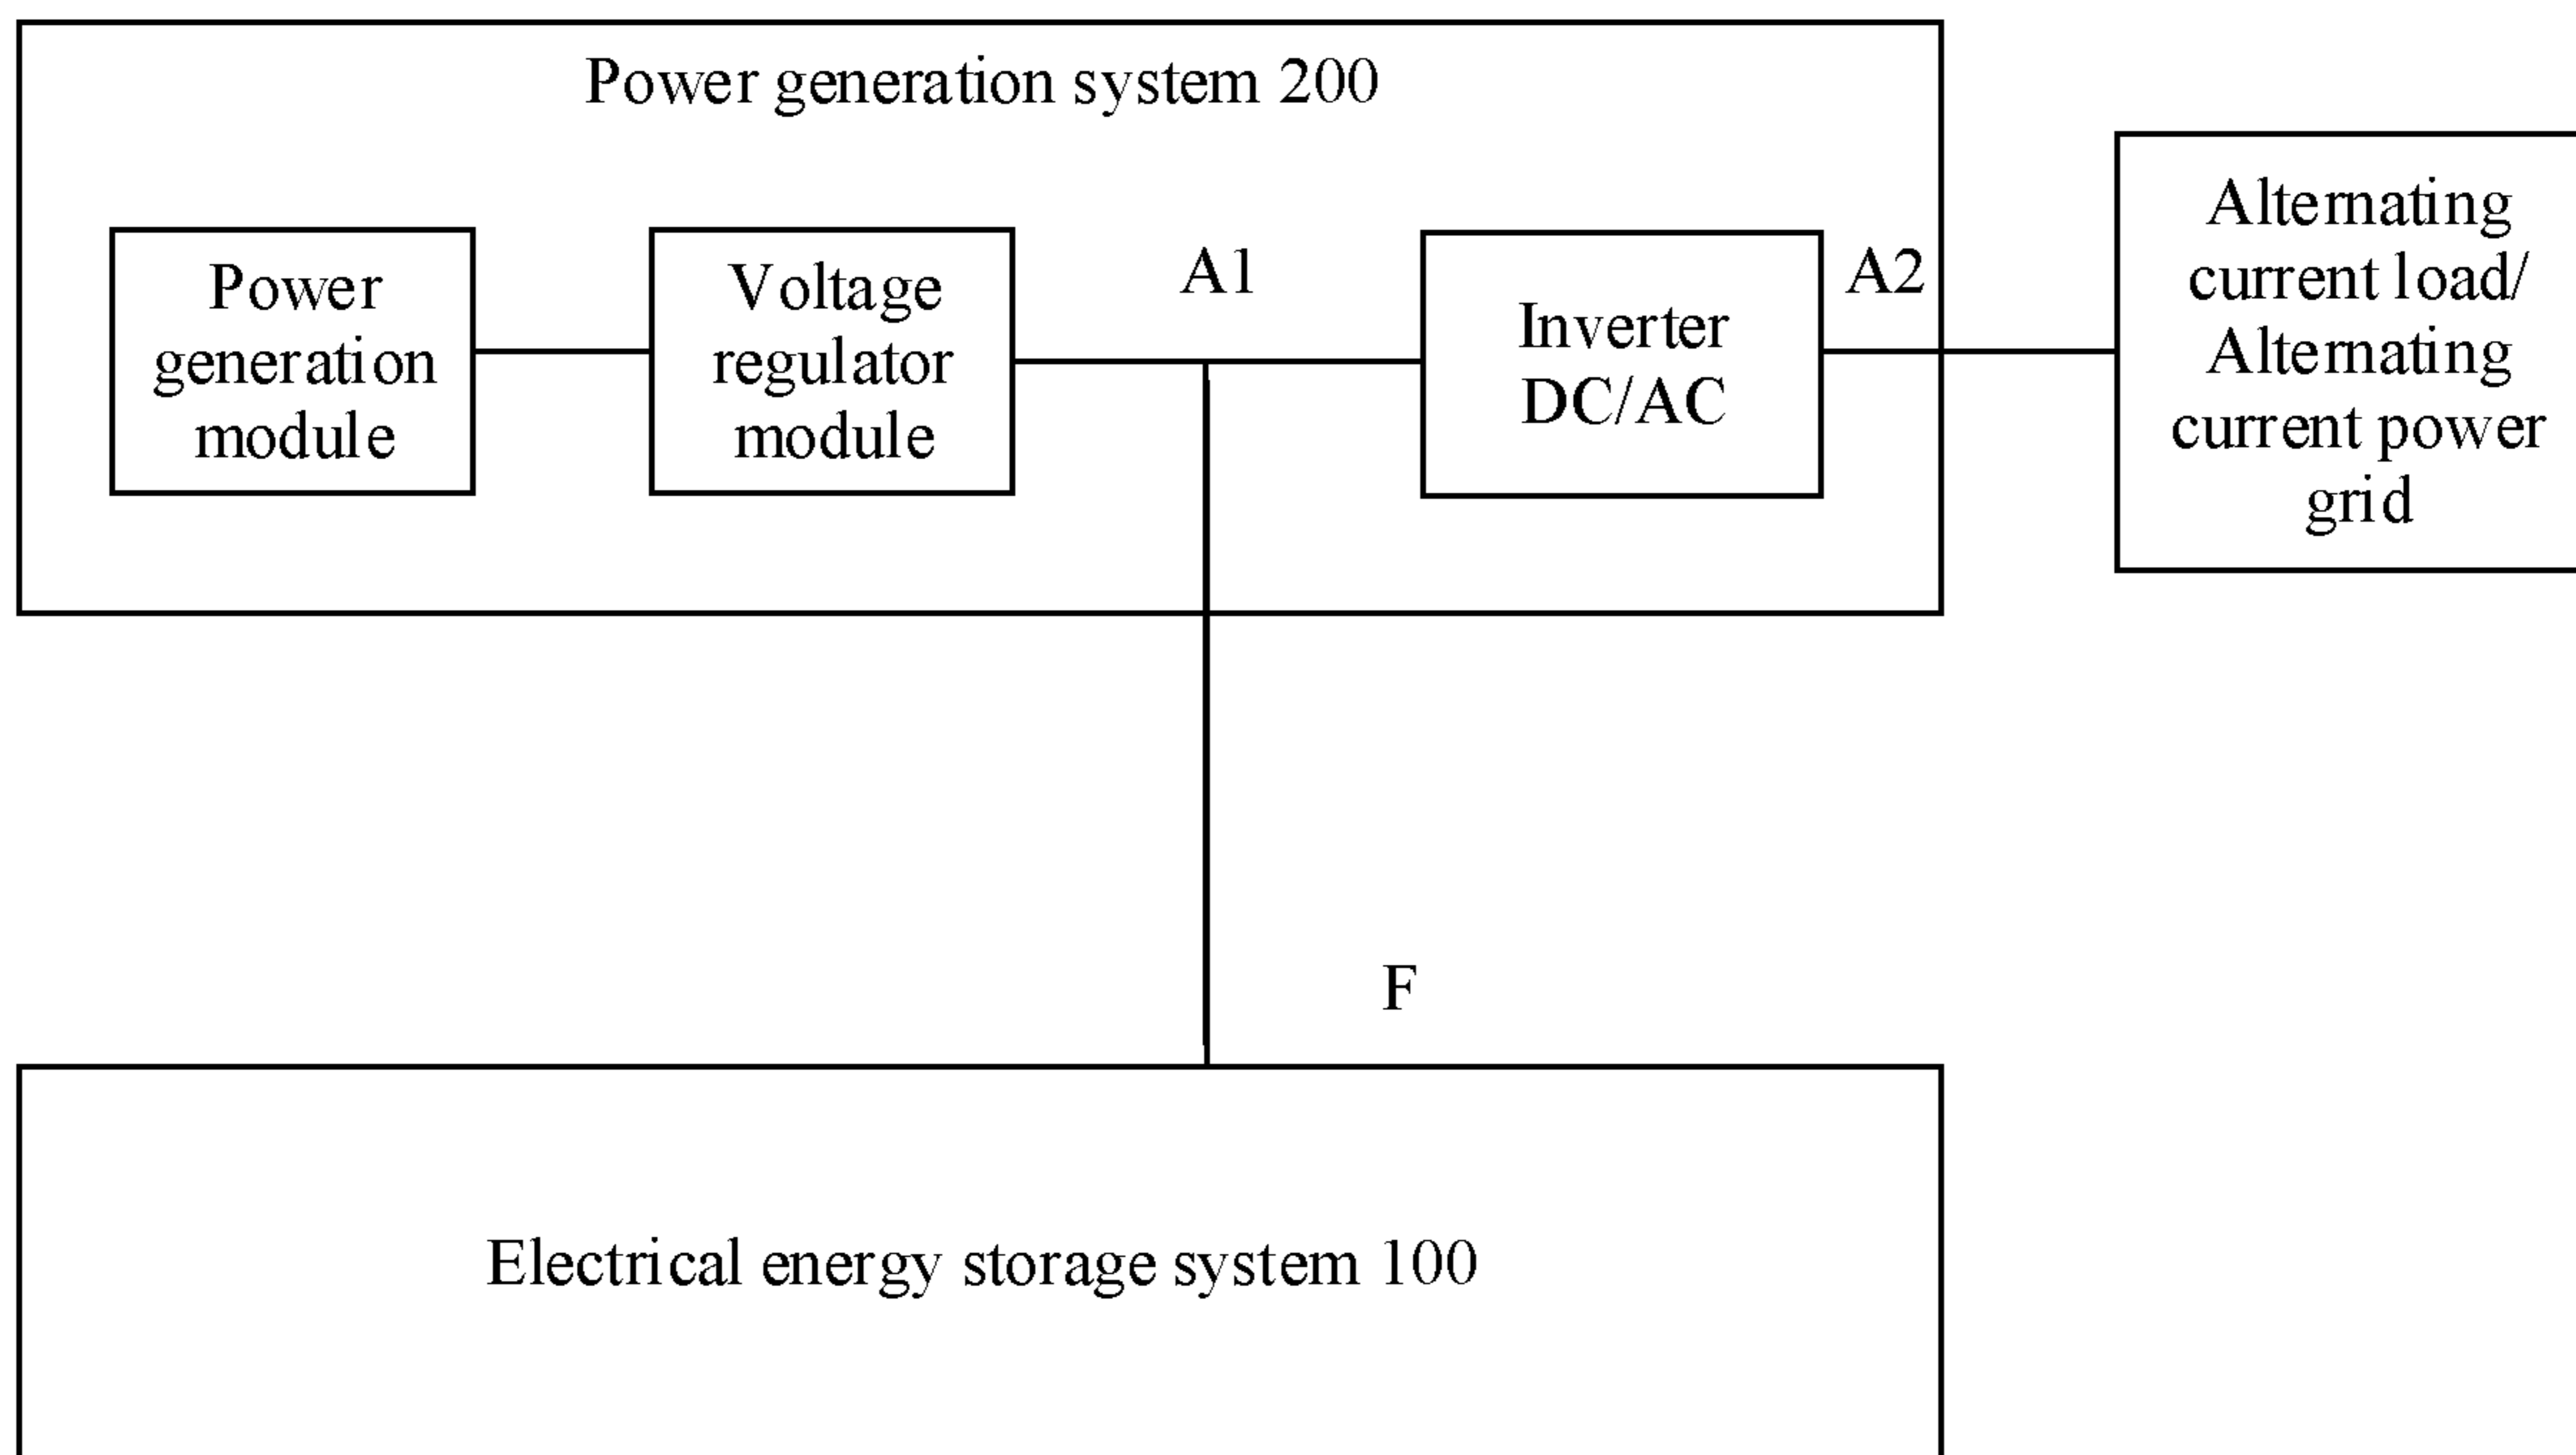 Power generation system 200
Power
generation
module
Voltage
regulator
module
A1
Inverter
DC/AC
A2
Alternating
current load/
Alternating
current power
grid
F
Electrical energy storage system 100